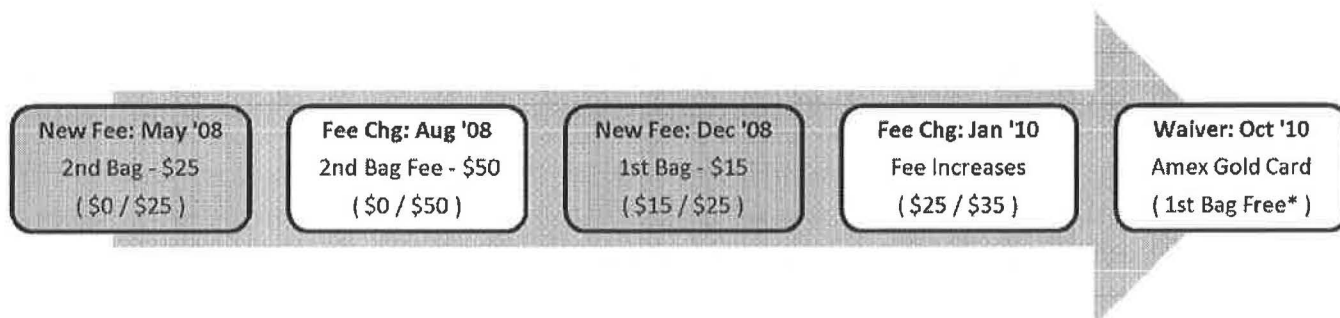 New Fee: May '08
2nd Bag - $25
( $0 / $25 )
Fee Chg: Aug '08
2nd Bag Fee - $50
( $0 / $50 )
New Fee: Dec '08
1st Bag - $15
( $15 / $25 )
Fee Chg: Jan '10
Fee Increases
( $25 / $35 )
Waiver: Oct '10
Amex Gold Card
( 1st Bag Free* )